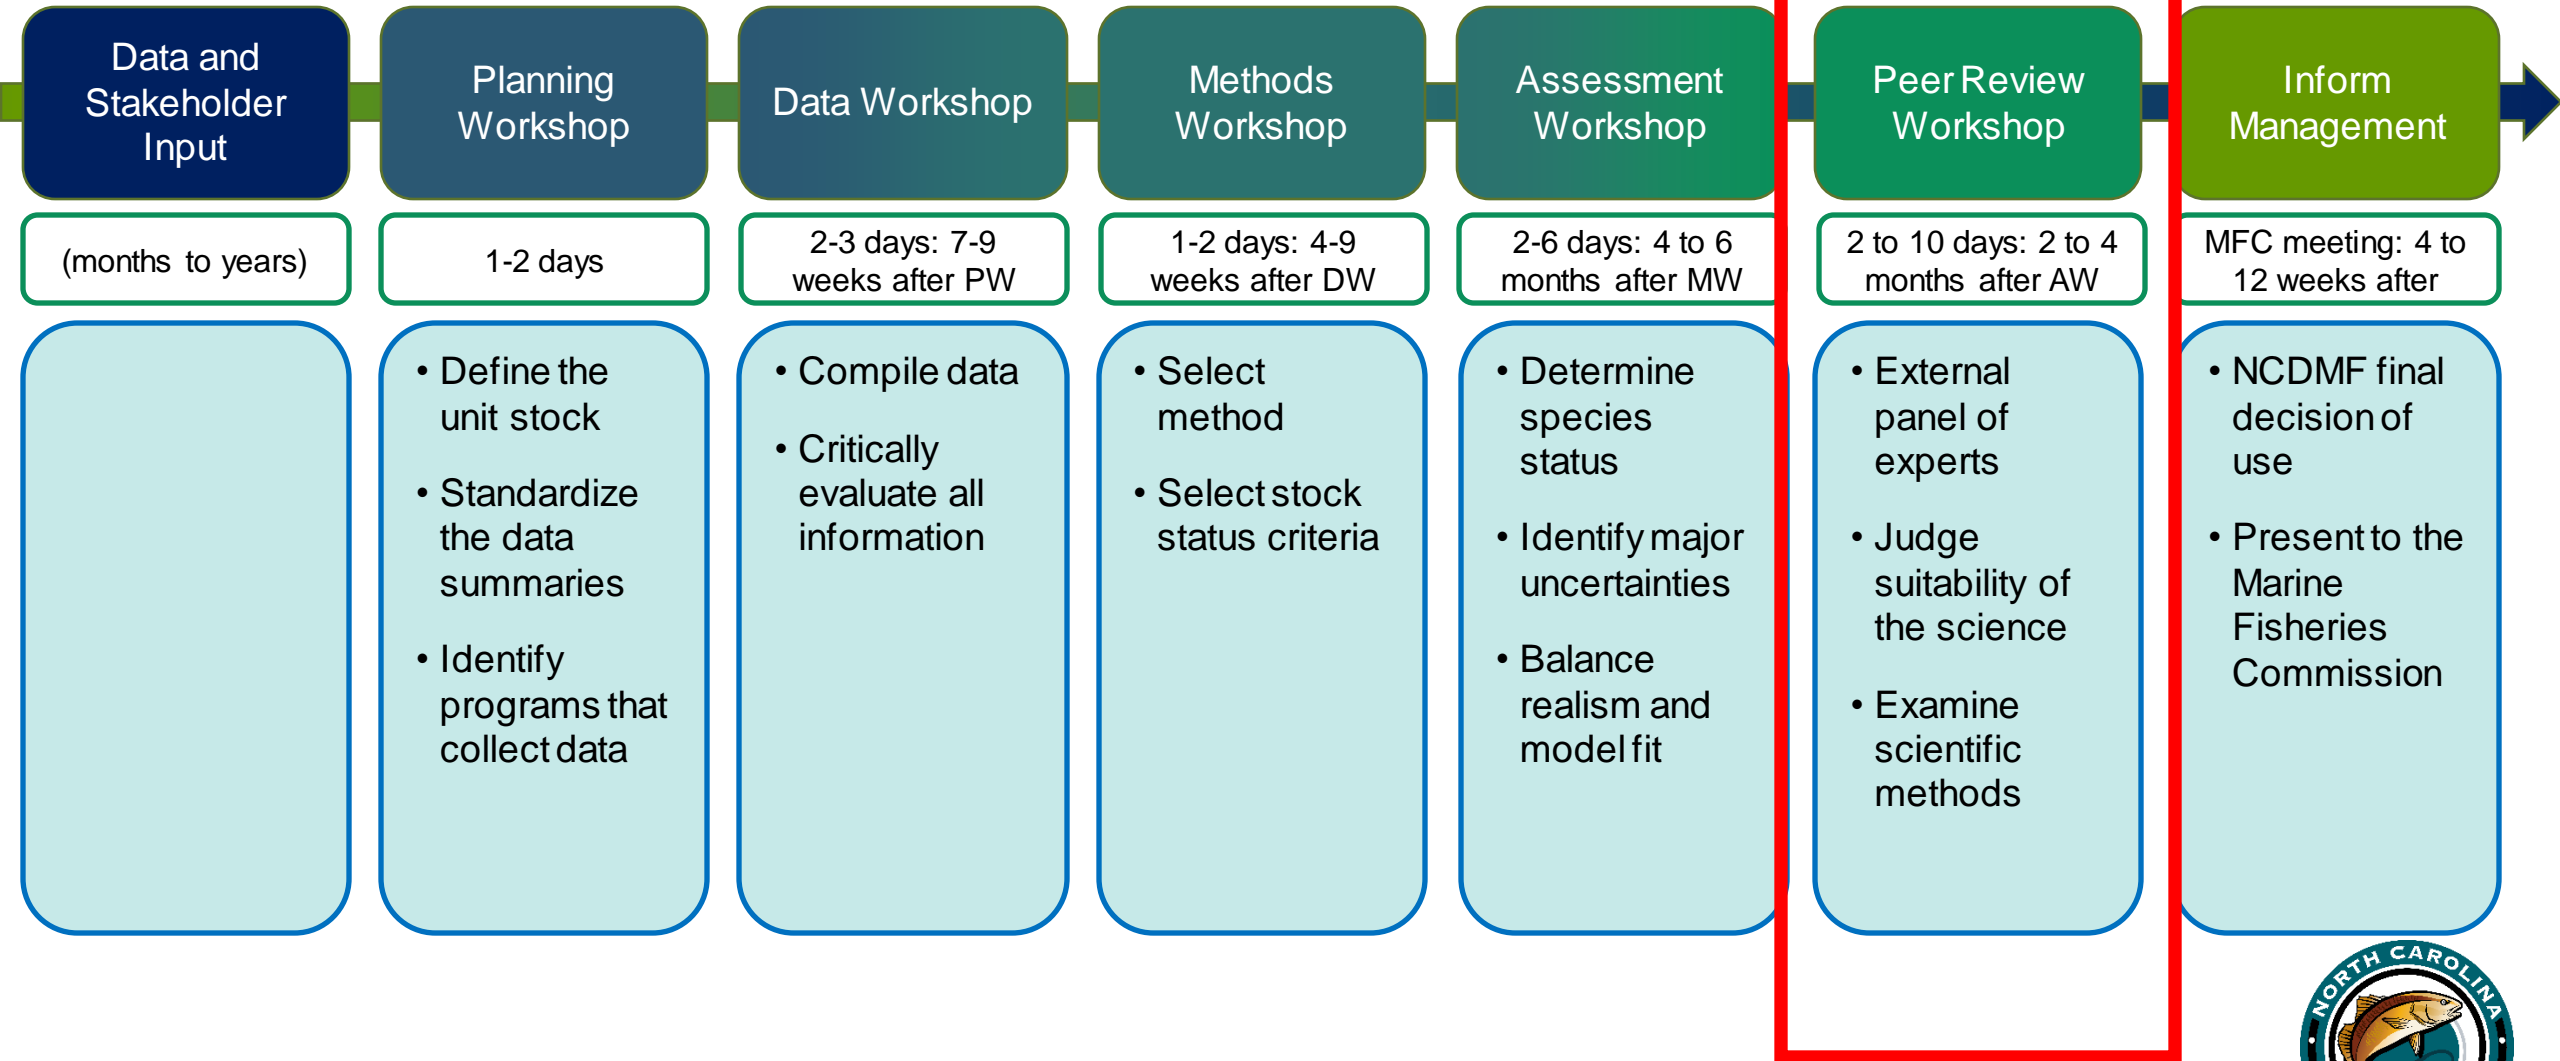 Data and
Stakeholder
Input
Planning
Workshop
Data Workshop
Methods
Workshop
Assessment
Workshop
Peer Review
Workshop
Inform
Management
(months to years)
1-2 days
2-3 days: 7-9
weeks after PW
1-2 days: 4-9
weeks after DW
2-6 days: 4 to 6
months after MW
2 to 10 days: 2 to 4
months after AW
MFC meeting: 4 to
12 weeks after
• Define the
unit stock
• Standardize
the data
summaries
• Identify
programs that
collect data
• Compile data
• Critically
evaluate all
information
• Select
method
• Select stock
status criteria
• Determine
species
status
• Identify major
uncertainties
• Balance
realism and
model fit
• External
panel of
experts
• Judge
suitability of
the science
• Examine
scientific
methods
• NCDMF final
decision of
use
• Present to the
Marine
Fisheries
Commission
NORTH CAROLINA